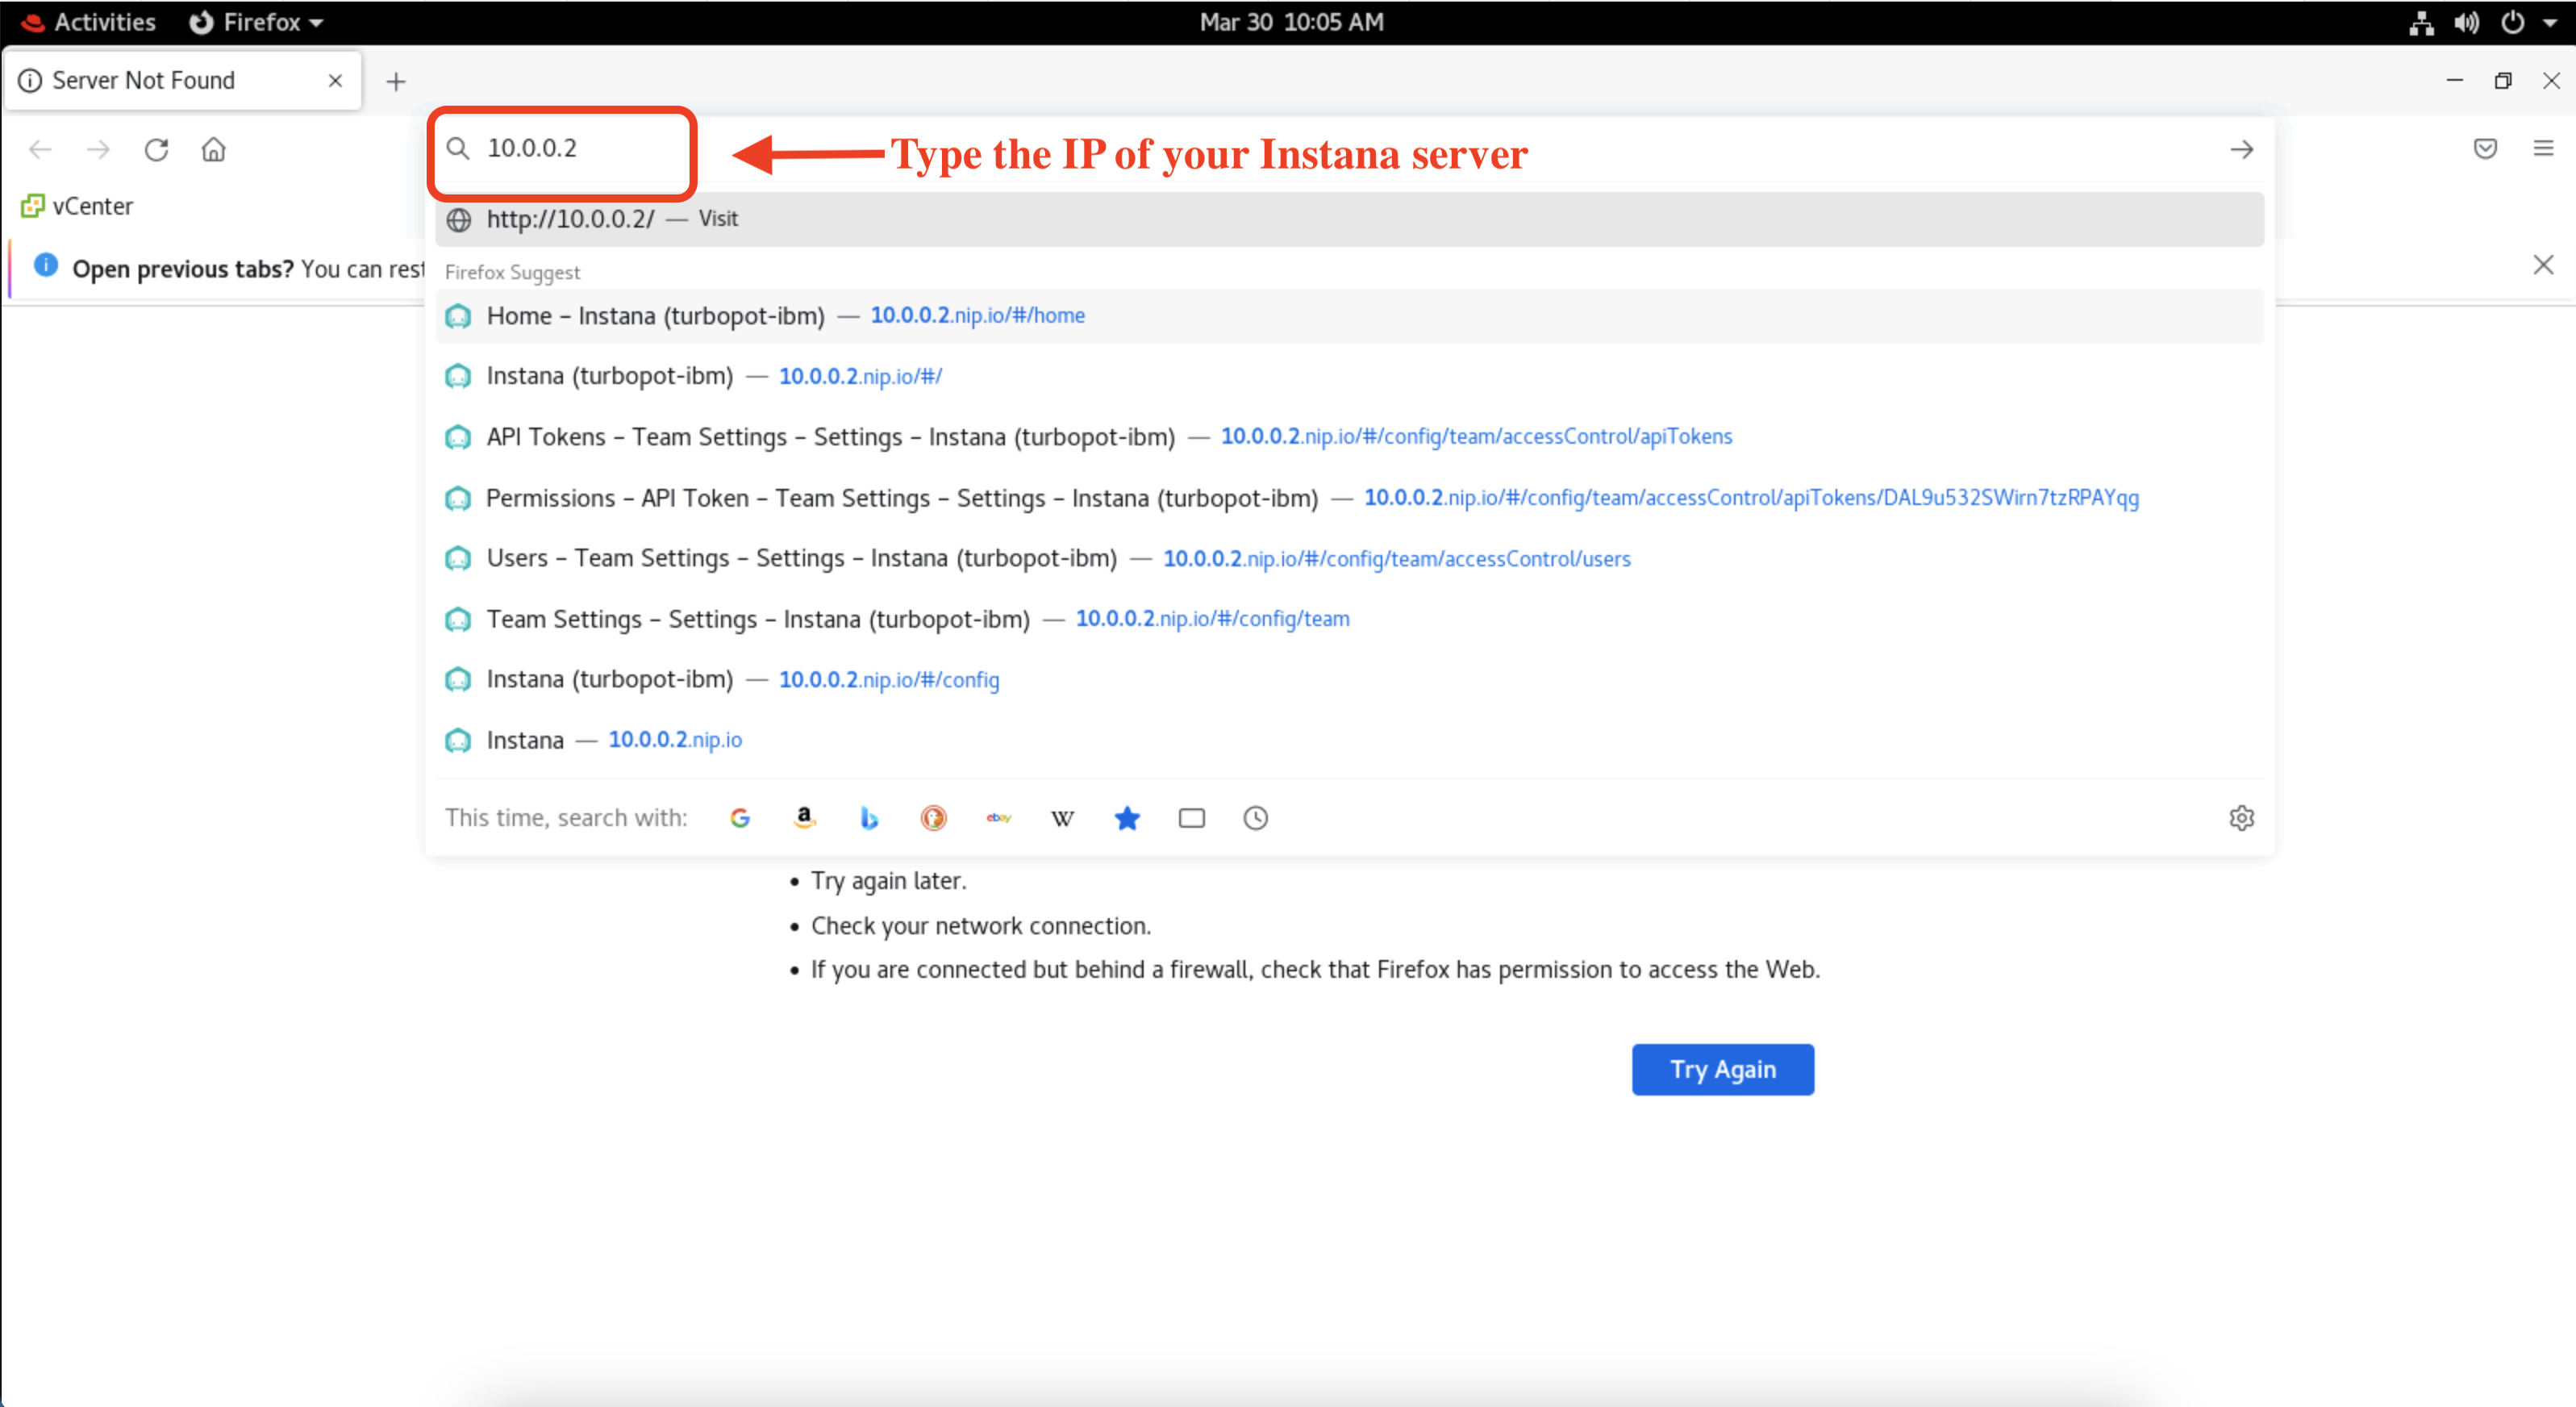 Activities Firefox Mar 30 10:05 AM
Server Not Found
10.0.0.2 Type the IP of your Instana server
vCenter
http://10.0.0.2/ — Visit
Open previous tabs? You can rest
Firefox Suggest
Home – Instana (turbopot-ibm) — 10.0.0.2.nip.io/#/home
Instana (turbopot-ibm) — 10.0.0.2.nip.io/#/
API Tokens – Team Settings – Settings – Instana (turbopot-ibm) — 10.0.0.2.nip.io/#/config/team/accessControl/apiTokens
Permissions – API Token – Team Settings – Settings – Instana (turbopot-ibm) — 10.0.0.2.nip.io/#/config/team/accessControl/apiTokens/DAL9u532SWirn7tzRPAYqg
Users – Team Settings – Settings – Instana (turbopot-ibm) — 10.0.0.2.nip.io/#/config/team/accessControl/users
Team Settings – Settings – Instana (turbopot-ibm) — 10.0.0.2.nip.io/#/config/team
Instana (turbopot-ibm) — 10.0.0.2.nip.io/#/config
Instana — 10.0.0.2.nip.io
This time, search with: G a b ebay W
• Try again later.
• Check your network connection.
• If you are connected but behind a firewall, check that Firefox has permission to access the Web.
Try Again